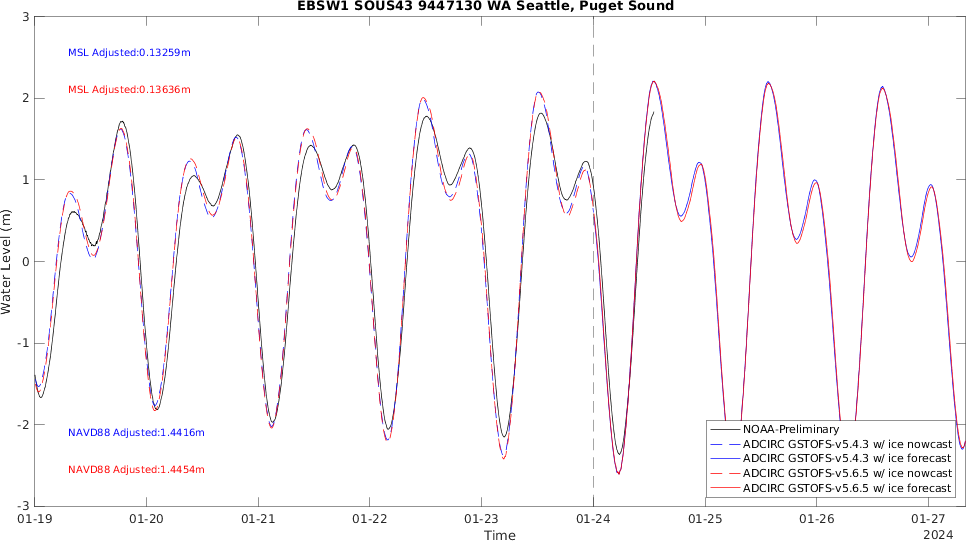 EBSW1 SOUS43 9447130 WA Seattle, Puget Sound
MSL Adjusted:0.13259m
MSL Adjusted:0.13636m
NAVD88 Adjusted:1.4416m
NAVD88 Adjusted:1.4454m
Water Level (m)
3
2
1
0
-1
-2
-3
NOAA-Preliminary
ADCIRC GSTOFS-v5.4.3 w/ ice nowcast
ADCIRC GSTOFS-v5.4.3 w/ ice forecast
ADCIRC GSTOFS-v5.6.5 w/ ice nowcast
ADCIRC GSTOFS-v5.6.5 w/ ice forecast
01-19 01-20 01-21 01-22 01-23 01-24 01-25 01-26 01-27
Time
2024